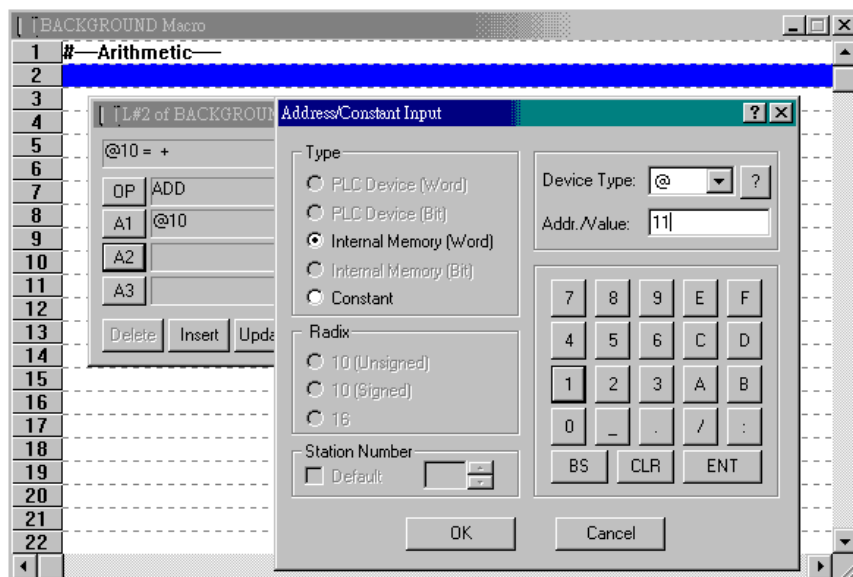 BACKGROUND Macro
1 #—Arithmetic—
2
3
4
5
6
7
8
9
10
11
12
13
14
15
16
17
18
19
20
21
22
L#2 of BACKGROUN
@10 = +
OP ADD
A1 @10
A2
A3
Delete Insert Upda
Address/Constant Input ?
Type
PLC Device (Word)
PLC Device (Bit)
Internal Memory (Word)
Internal Memory (Bit)
Constant
Radix
10 (Unsigned)
10 (Signed)
16
Station Number
Default
Device Type: @ ?
Addr./Value: 11
7 8 9 E F
4 5 6 C D
1 2 3 A B
0 _ . / :
BS CLR ENT
OK Cancel